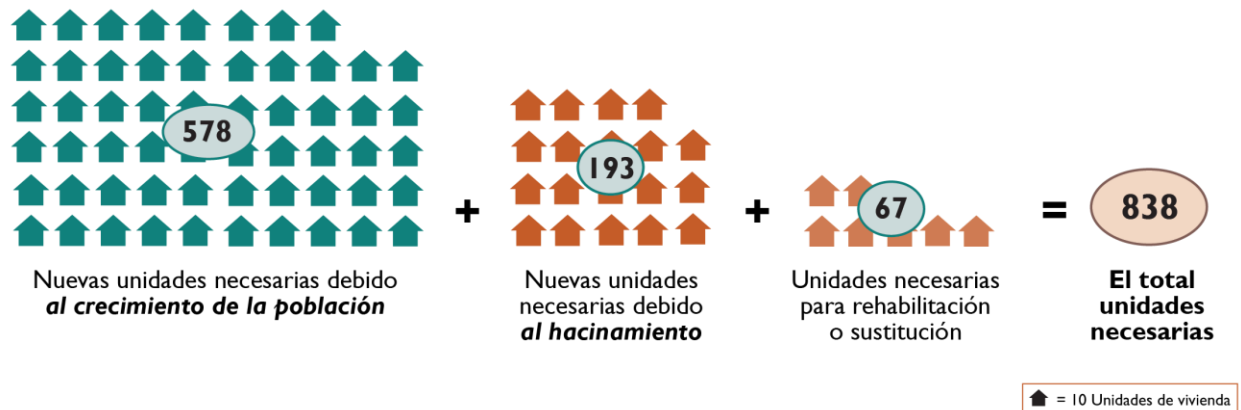 578
+
193
+
67
=
838
Nuevas unidades necesarias debido
al crecimiento de la población
Nuevas unidades
necesarias debido
al hacinamiento
Unidades necesarias
para rehabilitación
o sustitución
El total
unidades
necesarias
= 10 Unidades de vivienda